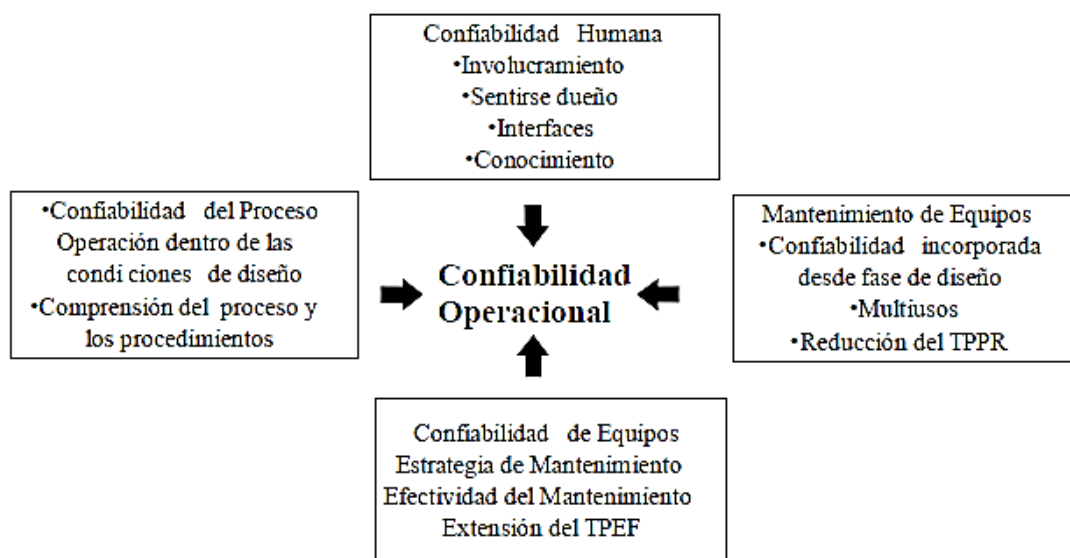 Confiabilidad Humana
•Involucramiento
•Sentirse dueño
•Interfaces
•Conocimiento
•Confiabilidad del Proceso
Operación dentro de las
condiciones de diseño
•Comprensión del proceso y
los procedimientos
Confiabilidad
Operacional
Mantenimiento de Equipos
•Confiabilidad incorporada
desde fase de diseño
•Multiusos
•Reducción del TPPR
Confiabilidad de Equipos
Estrategia de Mantenimiento
Efectividad del Mantenimiento
Extensión del TPEF